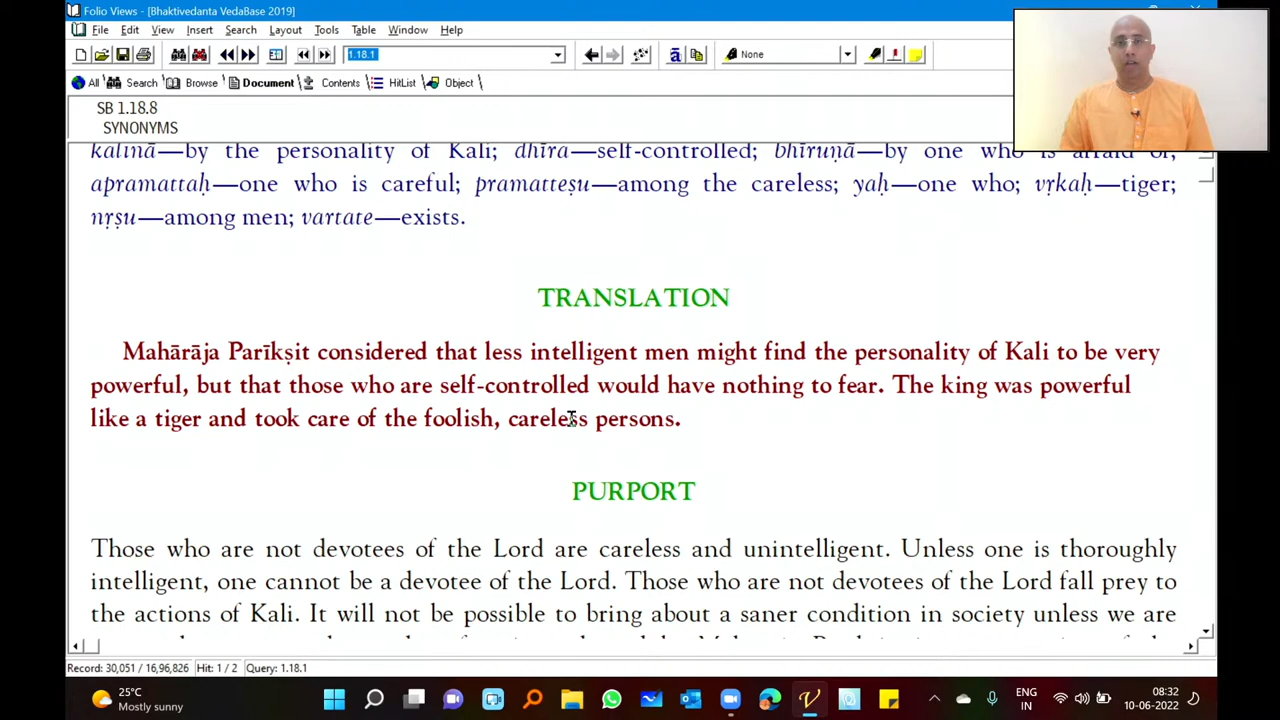 Folio Views - [Bhaktivedanta VedaBase 2019]
File Edit View Insert Search Layout Tools Table Window Help
1.18.1 None
All Search Browse Document Contents HitList Object
SB 1.18.8
SYNONYMS
kalinā—by the personality of Kali; dhīra—self-controlled; bhīruṇā—by one who is afraid of;
apramattaḥ—one who is careful; pramatteṣu—among the careless; yaḥ—one who; vṛkaḥ—tiger;
nṛṣu—among men; vartate—exists.
TRANSLATION
Mahārāja Parīkṣit considered that less intelligent men might find the personality of Kali to be very
powerful, but that those who are self-controlled would have nothing to fear. The king was powerful
like a tiger and took care of the foolish, careless persons.
PURPORT
Those who are not devotees of the Lord are careless and unintelligent. Unless one is thoroughly
intelligent, one cannot be a devotee of the Lord. Those who are not devotees of the Lord fall prey to
the actions of Kali. It will not be possible to bring about a saner condition in society unless we are
Record: 30,051 / 16,96,826 Hit: 1 / 2 Query: 1.18.1
25°C
Mostly sunny
ENG
IN
08:32
10-06-2022